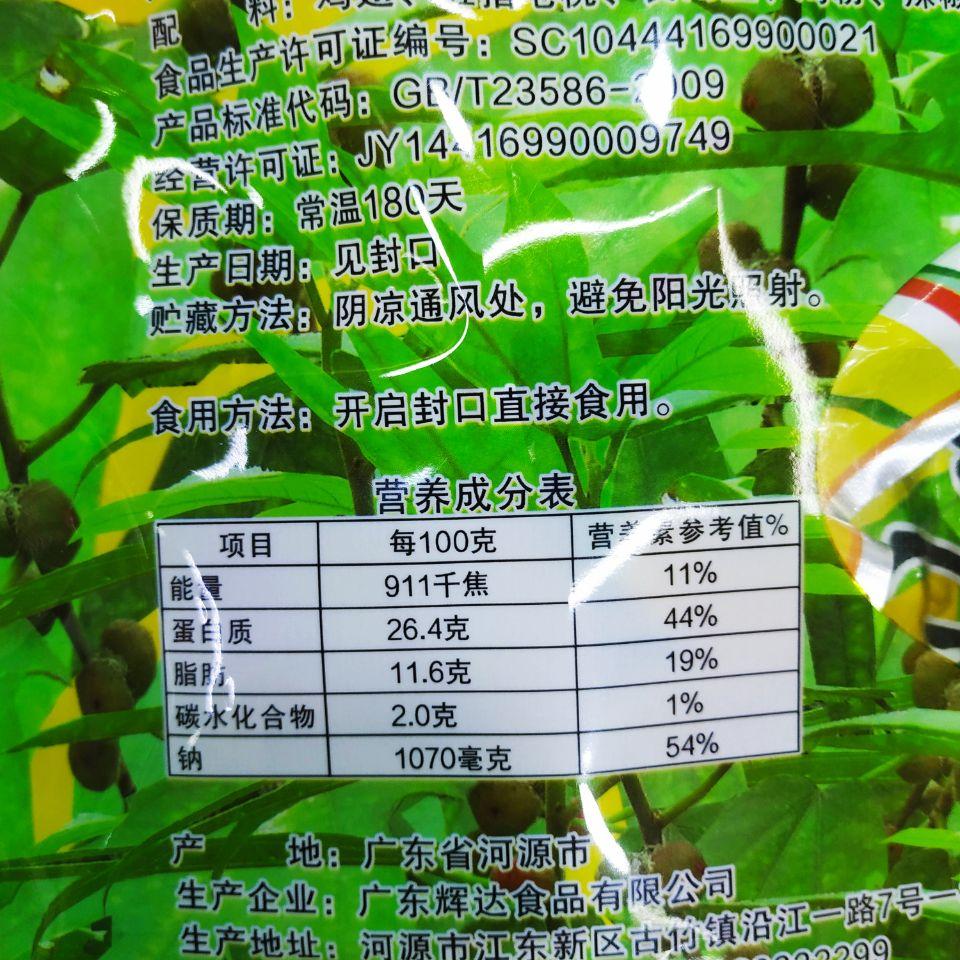 配 料:鸡
食品生产许可证编号:SC10444169900021
产品标准代码:GB/T23586-2009
经营许可证:JY14416990009749
保质期:常温180天
生产日期:见封口
贮藏方法:阴凉通风处,避免阳光照射。
食用方法:开启封口直接食用。
营养成分表
项目 每100克 营养素参考值%
能量 911千焦 11%
蛋白质 26.4克 44%
脂肪 11.6克 19%
碳水化合物 2.0克 1%
钠 1070毫克 54%
产 地:广东省河源市
生产企业:广东辉达食品有限公司
生产地址:河源市江东新区古竹镇沿江一路7号一